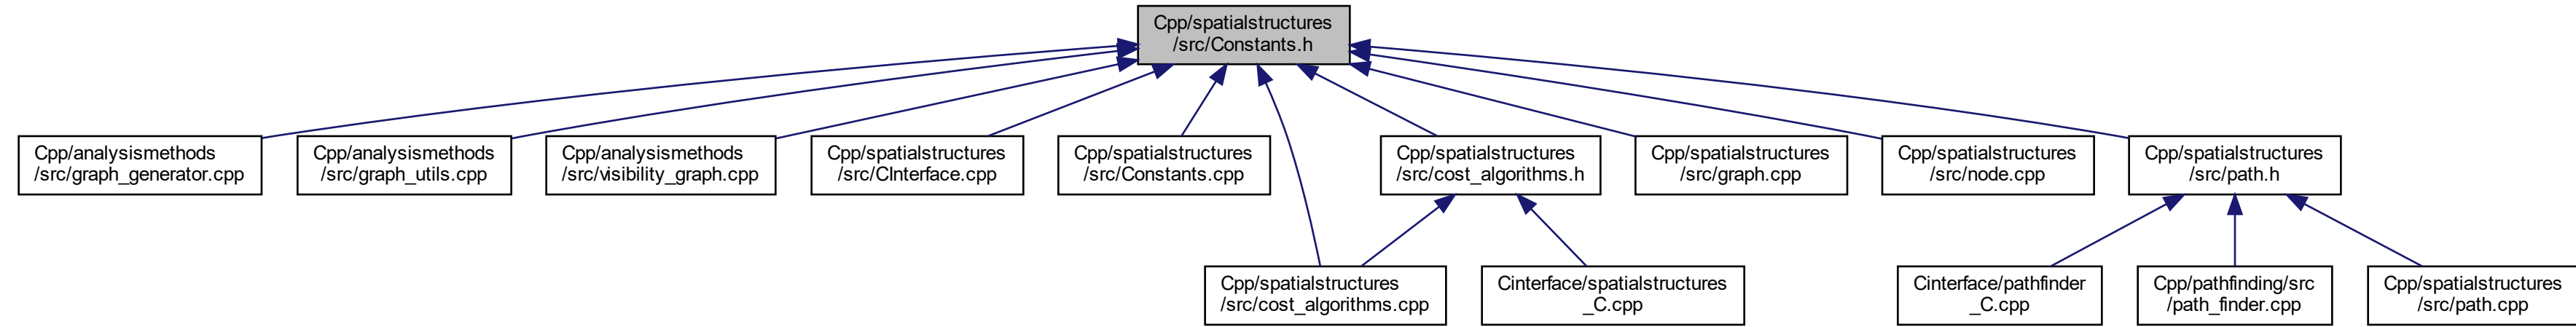 Cpp/spatialstructures
/src/Constants.h
Cpp/analysismethods
/src/graph_generator.cpp
Cpp/analysismethods
/src/graph_utils.cpp
Cpp/analysismethods
/src/visibility_graph.cpp
Cpp/spatialstructures
/src/CInterface.cpp
Cpp/spatialstructures
/src/Constants.cpp
Cpp/spatialstructures
/src/cost_algorithms.h
Cpp/spatialstructures
/src/graph.cpp
Cpp/spatialstructures
/src/node.cpp
Cpp/spatialstructures
/src/path.h
Cpp/spatialstructures
/src/cost_algorithms.cpp
Cinterface/spatialstructures
_C.cpp
Cinterface/pathfinder
_C.cpp
Cpp/pathfinding/src
/path_finder.cpp
Cpp/spatialstructures
/src/path.cpp